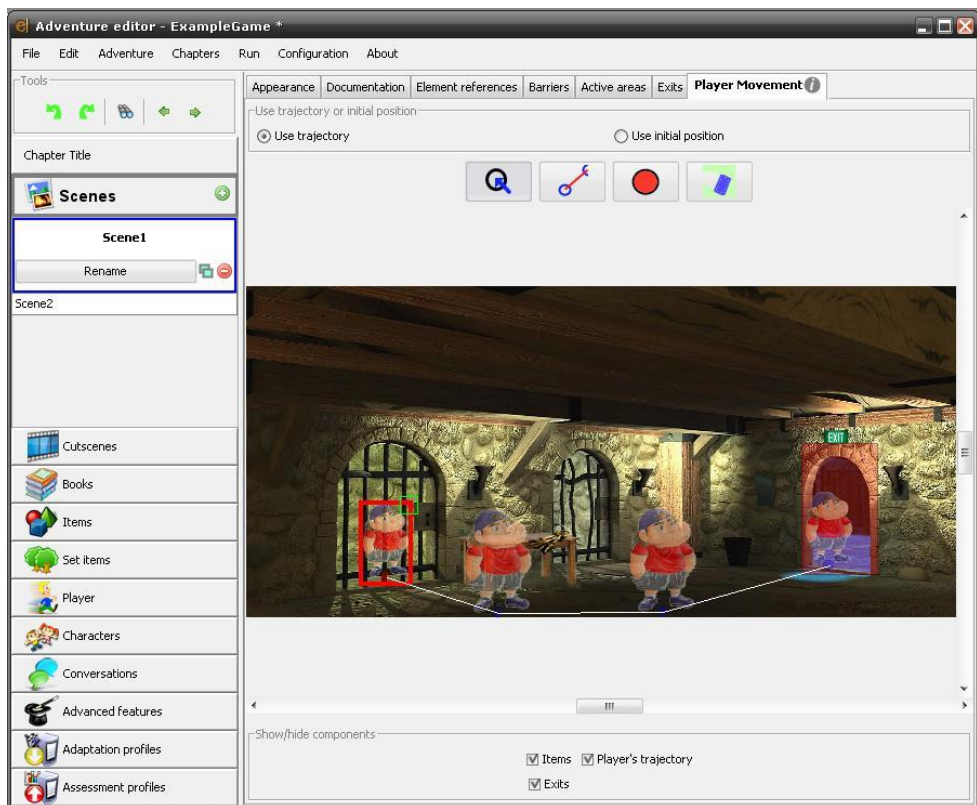 Adventure editor - ExampleGame *
File Edit Adventure Chapters Run Configuration About
Tools
Appearance Documentation Element references Barriers Active areas Exits Player Movement
Use trajectory or initial position
Use trajectory Use initial position
Chapter Title
Scenes
Scene1
Rename
Scene2
EXIT
Cutscenes
Books
Items
Set items
Player
Characters
Conversations
Advanced features
Adaptation profiles
Assessment profiles
Show/hide components
Items Player's trajectory
Exits